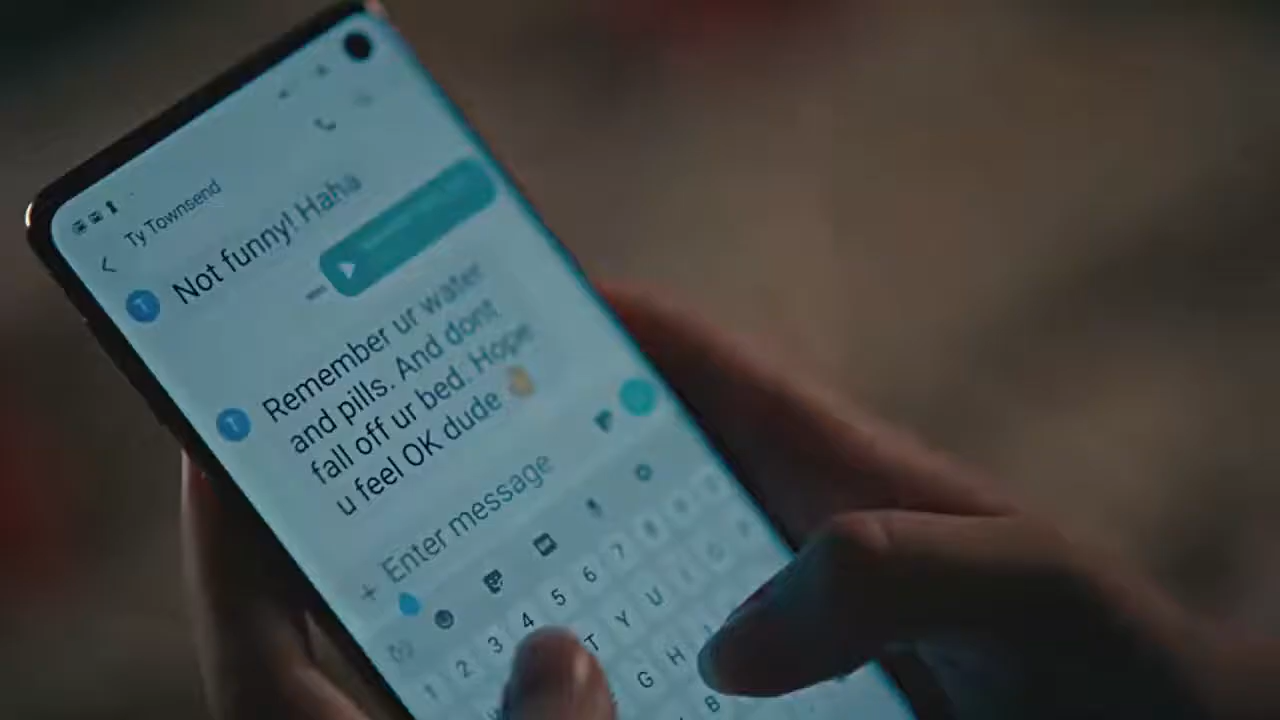 Ty Townsend
Not funny! Haha
T
Remember ur water
and pills. And dont
fall off ur bed. Hope
u feel OK dude
T
Enter message
1 2 3 4 5 6 7 8
T Y U I
G H
B